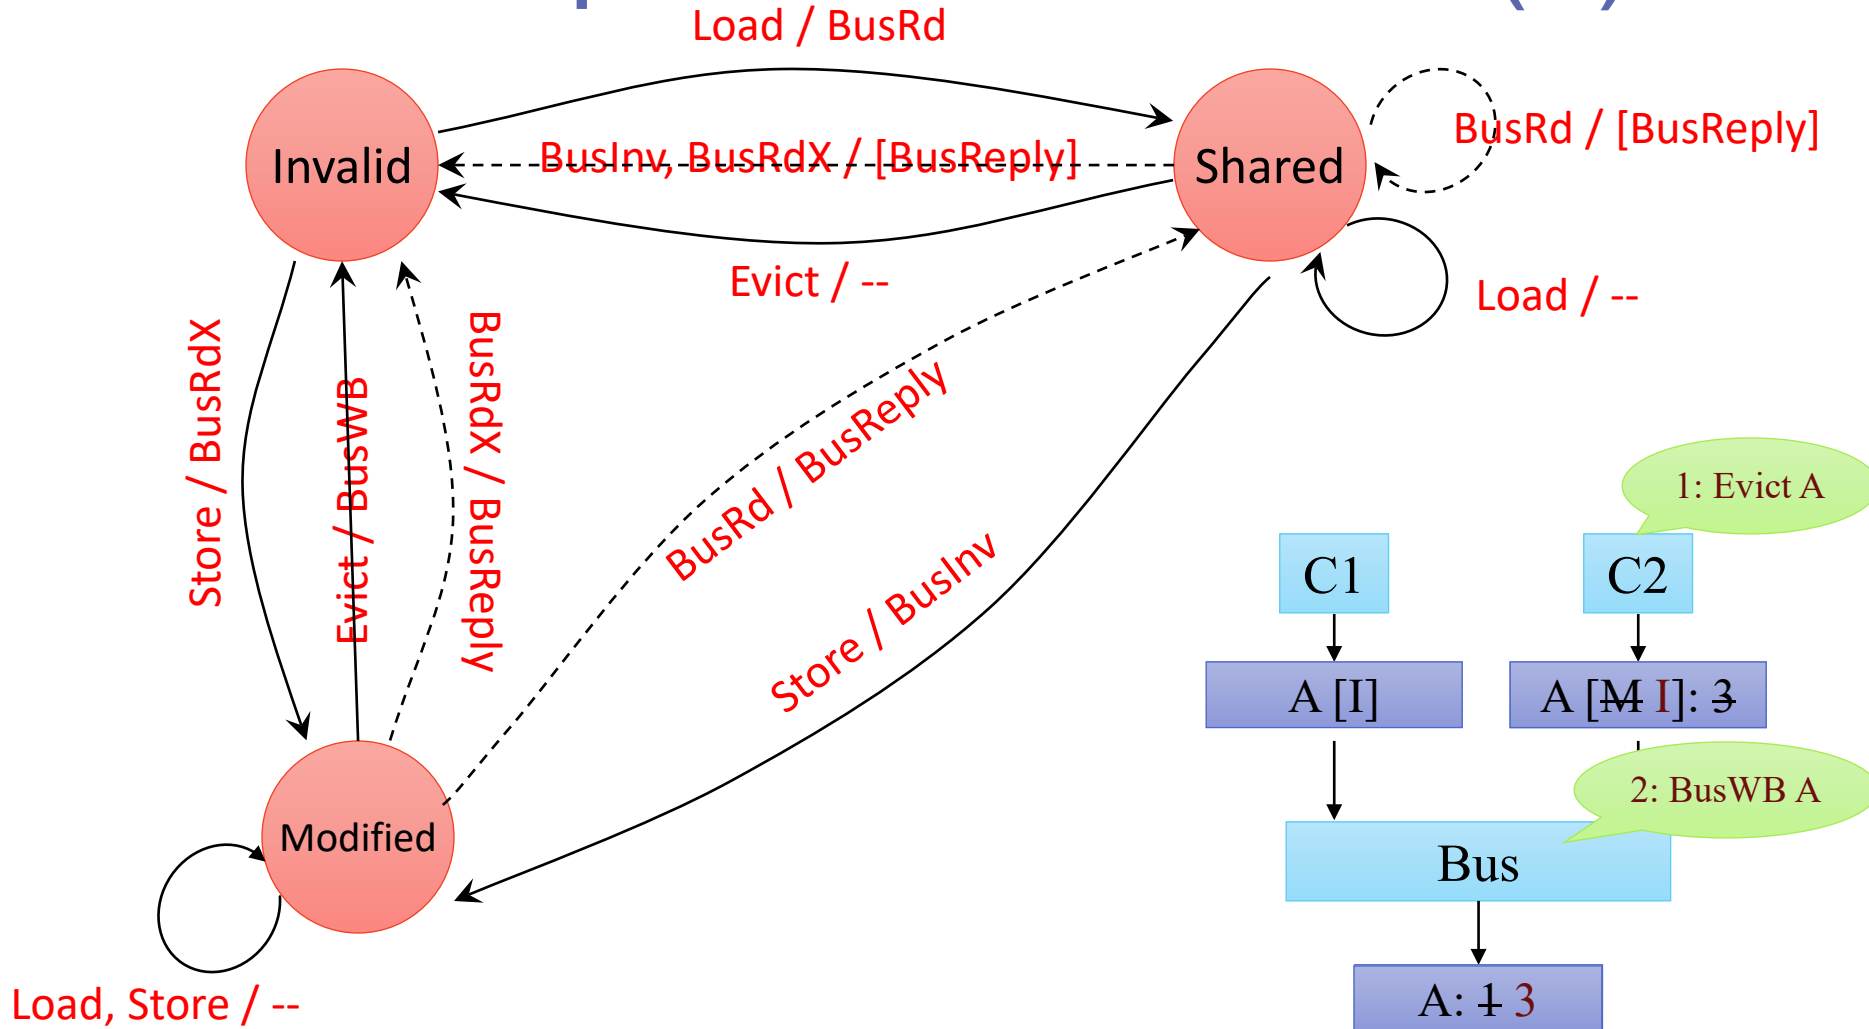 Load / BusRd
Invalid
BusInv, BusRdX / [BusReply]
Shared
BusRd / [BusReply]
Evict / --
Load / --
Store / BusRdX
Evict / BusWB
BusRdX / BusReply
BusRd / BusReply
Store / BusInv
Modified
Load, Store / --
1: Evict A
C1
C2
A [I]
A [M I]: 3
2: BusWB A
Bus
A: 1 3